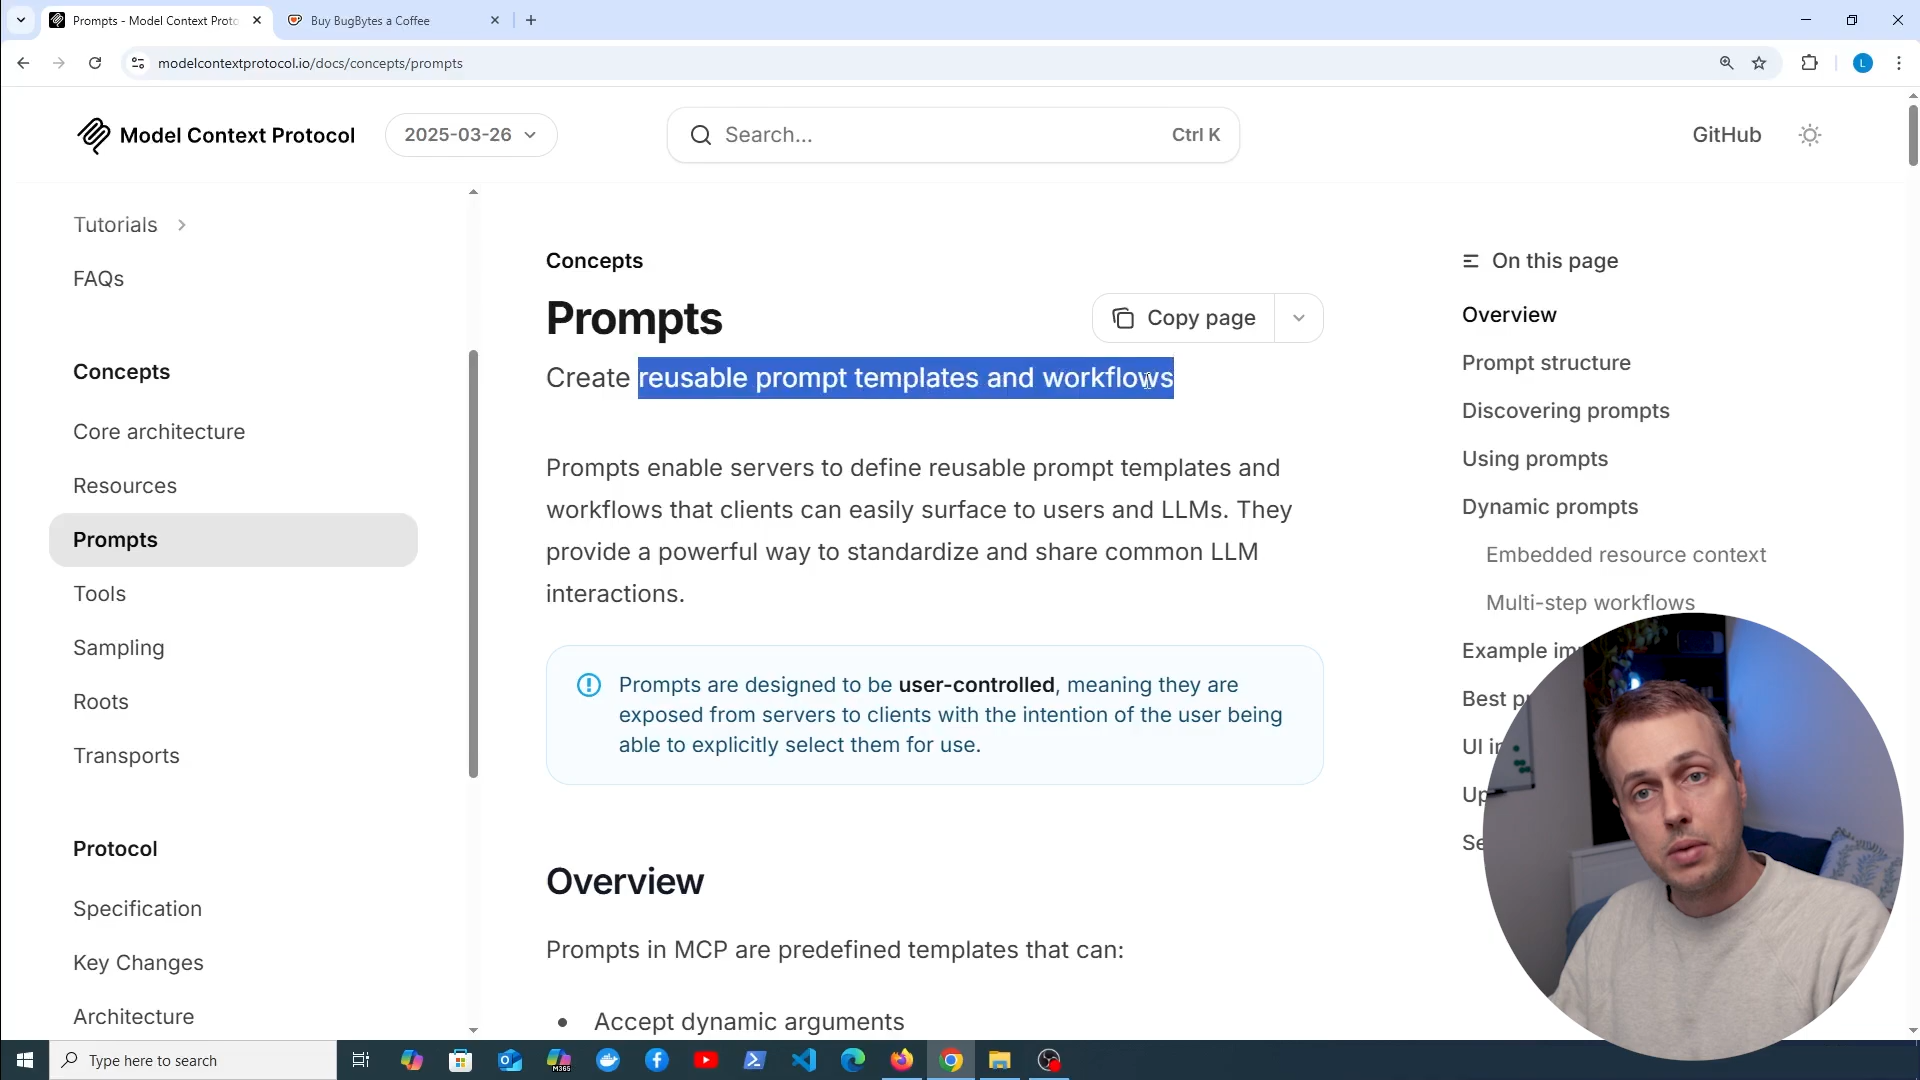 Prompts - Model Context Proto
Buy BugBytes a Coffee
modelcontextprotocol.io/docs/concepts/prompts
L
Model Context Protocol
2025-03-26
Search...
Ctrl K
GitHub
Tutorials
FAQs
Concepts
Core architecture
Resources
Prompts
Tools
Sampling
Roots
Transports
Protocol
Specification
Key Changes
Architecture
Concepts
Prompts
Copy page
Create reusable prompt templates and workflows
Prompts enable servers to define reusable prompt templates and
workflows that clients can easily surface to users and LLMs. They
provide a powerful way to standardize and share common LLM
interactions.
Prompts are designed to be user-controlled, meaning they are
exposed from servers to clients with the intention of the user being
able to explicitly select them for use.
Overview
Prompts in MCP are predefined templates that can:
• Accept dynamic arguments
On this page
Overview
Prompt structure
Discovering prompts
Using prompts
Dynamic prompts
Embedded resource context
Multi-step workflows
Example im
Best p
UI i
Up
Se
Type here to search
M365